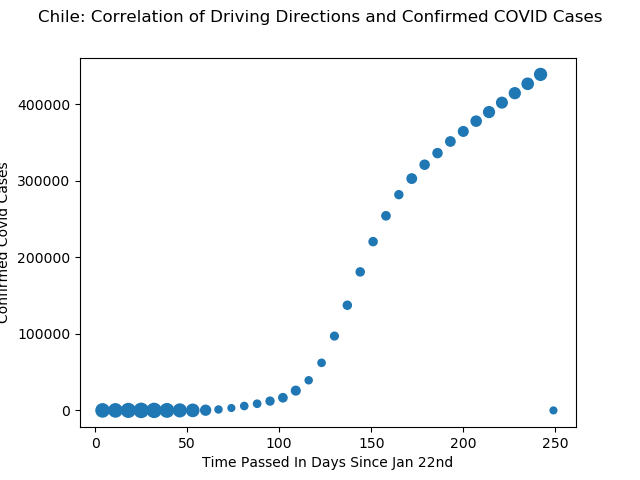 Chile: Correlation of Driving Directions and Confirmed COVID Cases
400000
300000
200000
100000
0
Confirmed Covid Cases
0 50 100 150 200 250
Time Passed In Days Since Jan 22nd